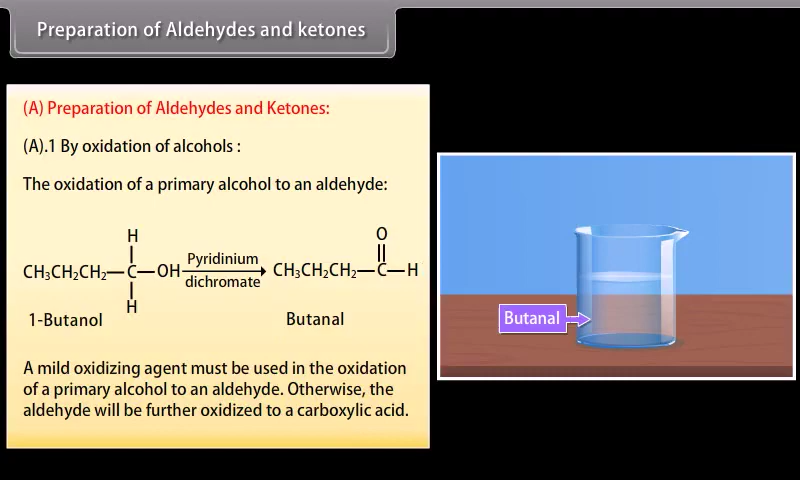 Preparation of Aldehydes and ketones
(A) Preparation of Aldehydes and Ketones:
(A).1 By oxidation of alcohols :
The oxidation of a primary alcohol to an aldehyde:
H
CH₃CH₂CH₂—C—OH
H
1-Butanol
Pyridinium
dichromate
O
CH₃CH₂CH₂—C—H
Butanal
A mild oxidizing agent must be used in the oxidation
of a primary alcohol to an aldehyde. Otherwise, the
aldehyde will be further oxidized to a carboxylic acid.
Butanal